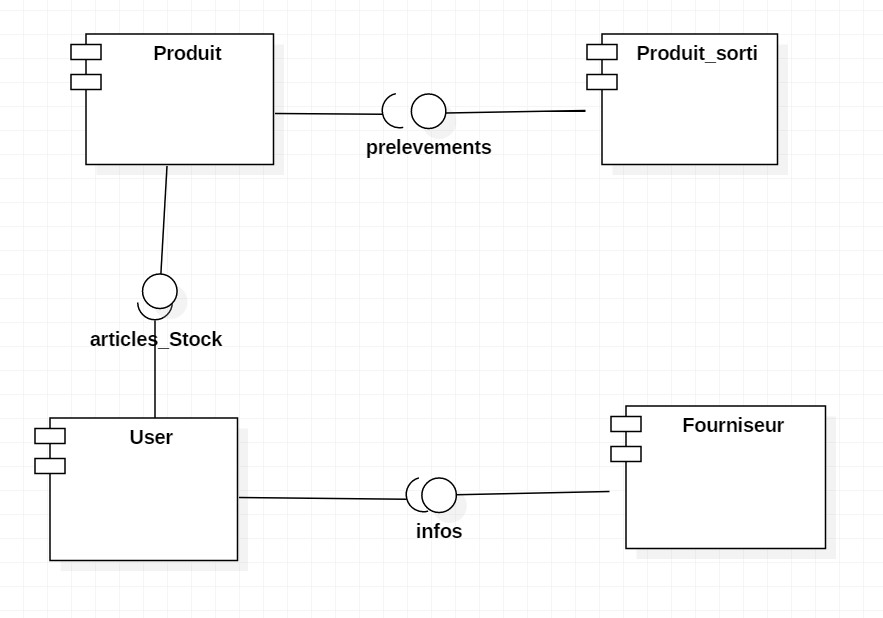 Produit
Produit_sorti
prelevements
articles_Stock
User
Fourniseur
infos